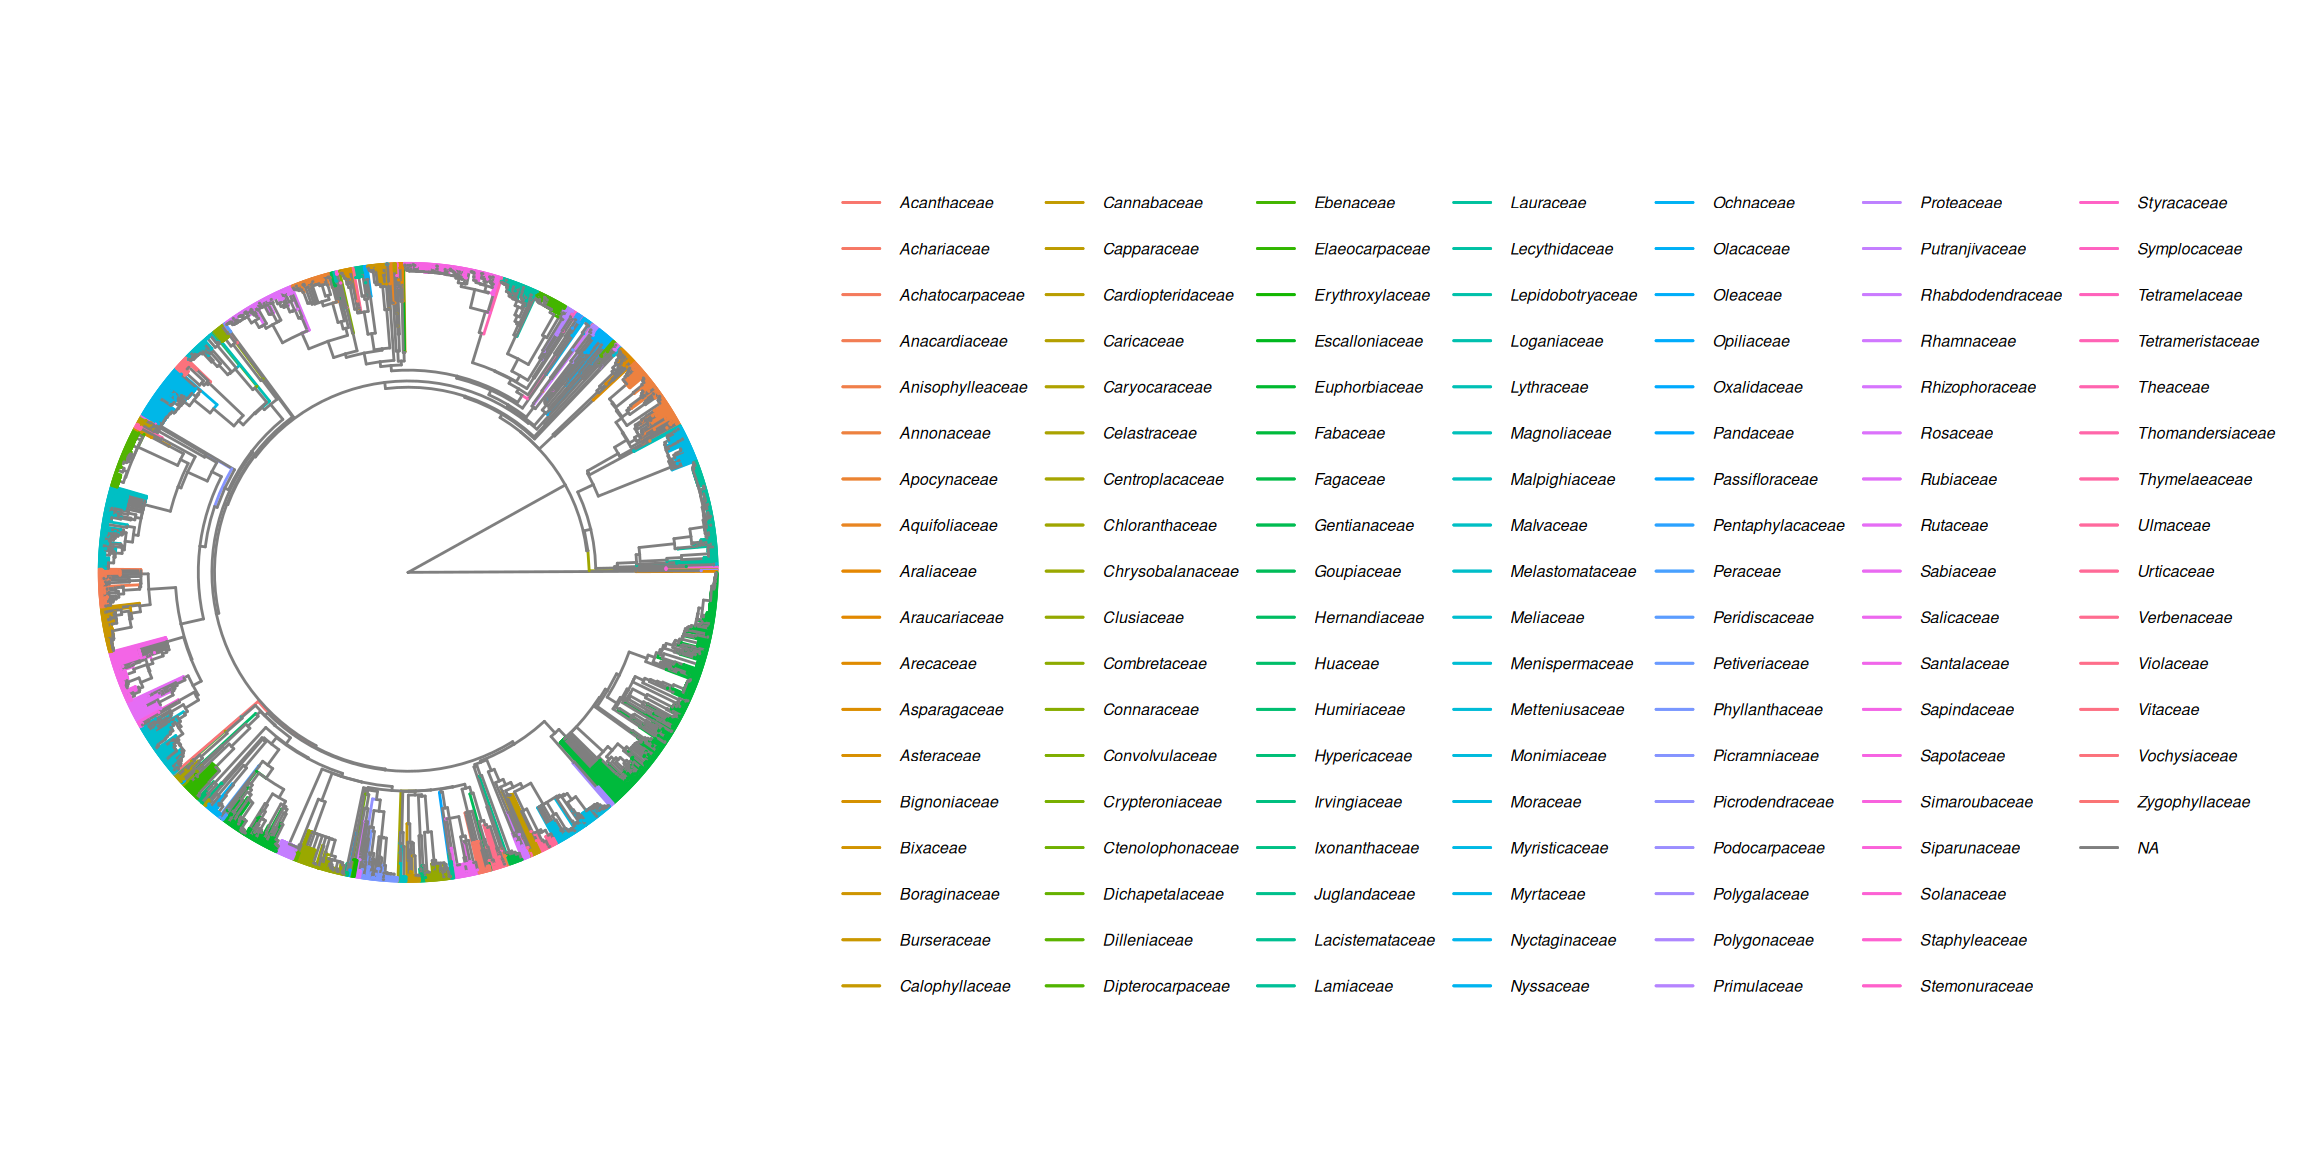 Acanthaceae
Achariaceae
Achatocarpaceae
Anacardiaceae
Anisophylleaceae
Annonaceae
Apocynaceae
Aquifoliaceae
Araliaceae
Araucariaceae
Arecaceae
Asparagaceae
Asteraceae
Bignoniaceae
Bixaceae
Boraginaceae
Burseraceae
Calophyllaceae
Cannabaceae
Capparaceae
Cardiopteridaceae
Caricaceae
Caryocaraceae
Celastraceae
Centroplacaceae
Chloranthaceae
Chrysobalanaceae
Clusiaceae
Combretaceae
Connaraceae
Convolvulaceae
Crypteroniaceae
Ctenolophonaceae
Dichapetalaceae
Dilleniaceae
Dipterocarpaceae
Ebenaceae
Elaeocarpaceae
Erythroxylaceae
Escalloniaceae
Euphorbiaceae
Fabaceae
Fagaceae
Gentianaceae
Goupiaceae
Hernandiaceae
Huaceae
Humiriaceae
Hypericaceae
Irvingiaceae
Ixonanthaceae
Juglandaceae
Lacistemataceae
Lamiaceae
Lauraceae
Lecythidaceae
Lepidobotryaceae
Loganiaceae
Lythraceae
Magnoliaceae
Malpighiaceae
Malvaceae
Melastomataceae
Meliaceae
Menispermaceae
Metteniusaceae
Monimiaceae
Moraceae
Myristicaceae
Myrtaceae
Nyctaginaceae
Nyssaceae
Ochnaceae
Olacaceae
Oleaceae
Opiliaceae
Oxalidaceae
Pandaceae
Passifloraceae
Pentaphylacaceae
Peraceae
Peridiscaceae
Petiveriaceae
Phyllanthaceae
Picramniaceae
Picrodendraceae
Podocarpaceae
Polygalaceae
Polygonaceae
Primulaceae
Proteaceae
Putranjivaceae
Rhabdodendraceae
Rhamnaceae
Rhizophoraceae
Rosaceae
Rubiaceae
Rutaceae
Sabiaceae
Salicaceae
Santalaceae
Sapindaceae
Sapotaceae
Simaroubaceae
Siparunaceae
Solanaceae
Staphyleaceae
Stemonuraceae
Styracaceae
Symplocaceae
Tetramelaceae
Tetrameristaceae
Theaceae
Thomandersiaceae
Thymelaeaceae
Ulmaceae
Urticaceae
Verbenaceae
Violaceae
Vitaceae
Vochysiaceae
Zygophyllaceae
NA